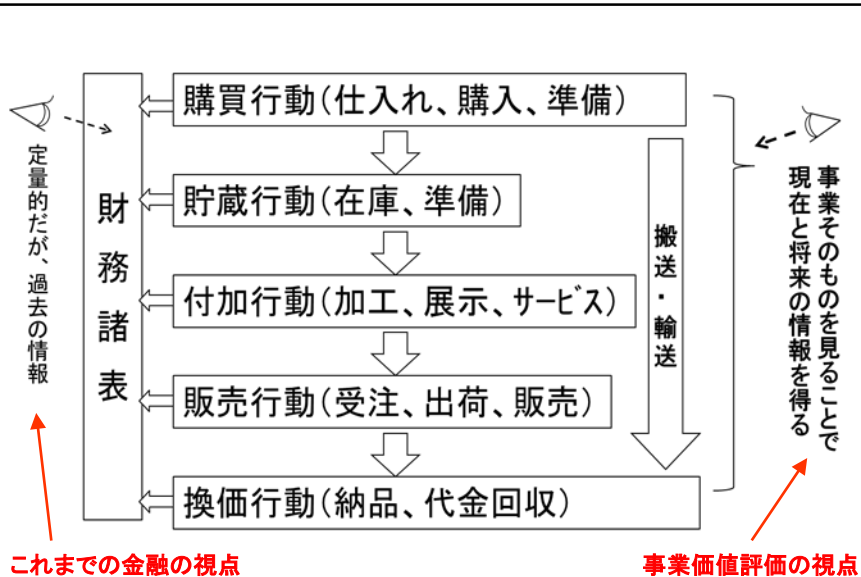 購買行動(仕入れ、購入、準備)
貯蔵行動(在庫、準備)
付加行動(加工、展示、サービス)
販売行動(受注、出荷、販売)
換価行動(納品、代金回収)
財務諸表
定量的だが、過去の情報
搬送・輸送
事業そのものを見ることで
現在と将来の情報を得る
これまでの金融の視点
事業価値評価の視点